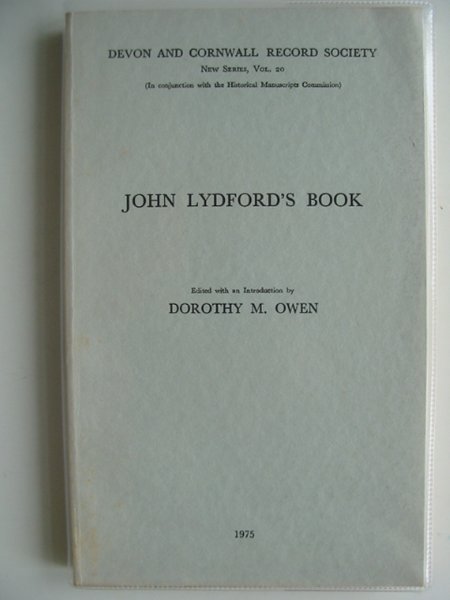 DEVON AND CORNWALL RECORD SOCIETY
New Series, Vol. 20
(In conjunction with the Historical Manuscripts Commission)
JOHN LYDFORD'S BOOK
Edited with an Introduction by
DOROTHY M. OWEN
1975